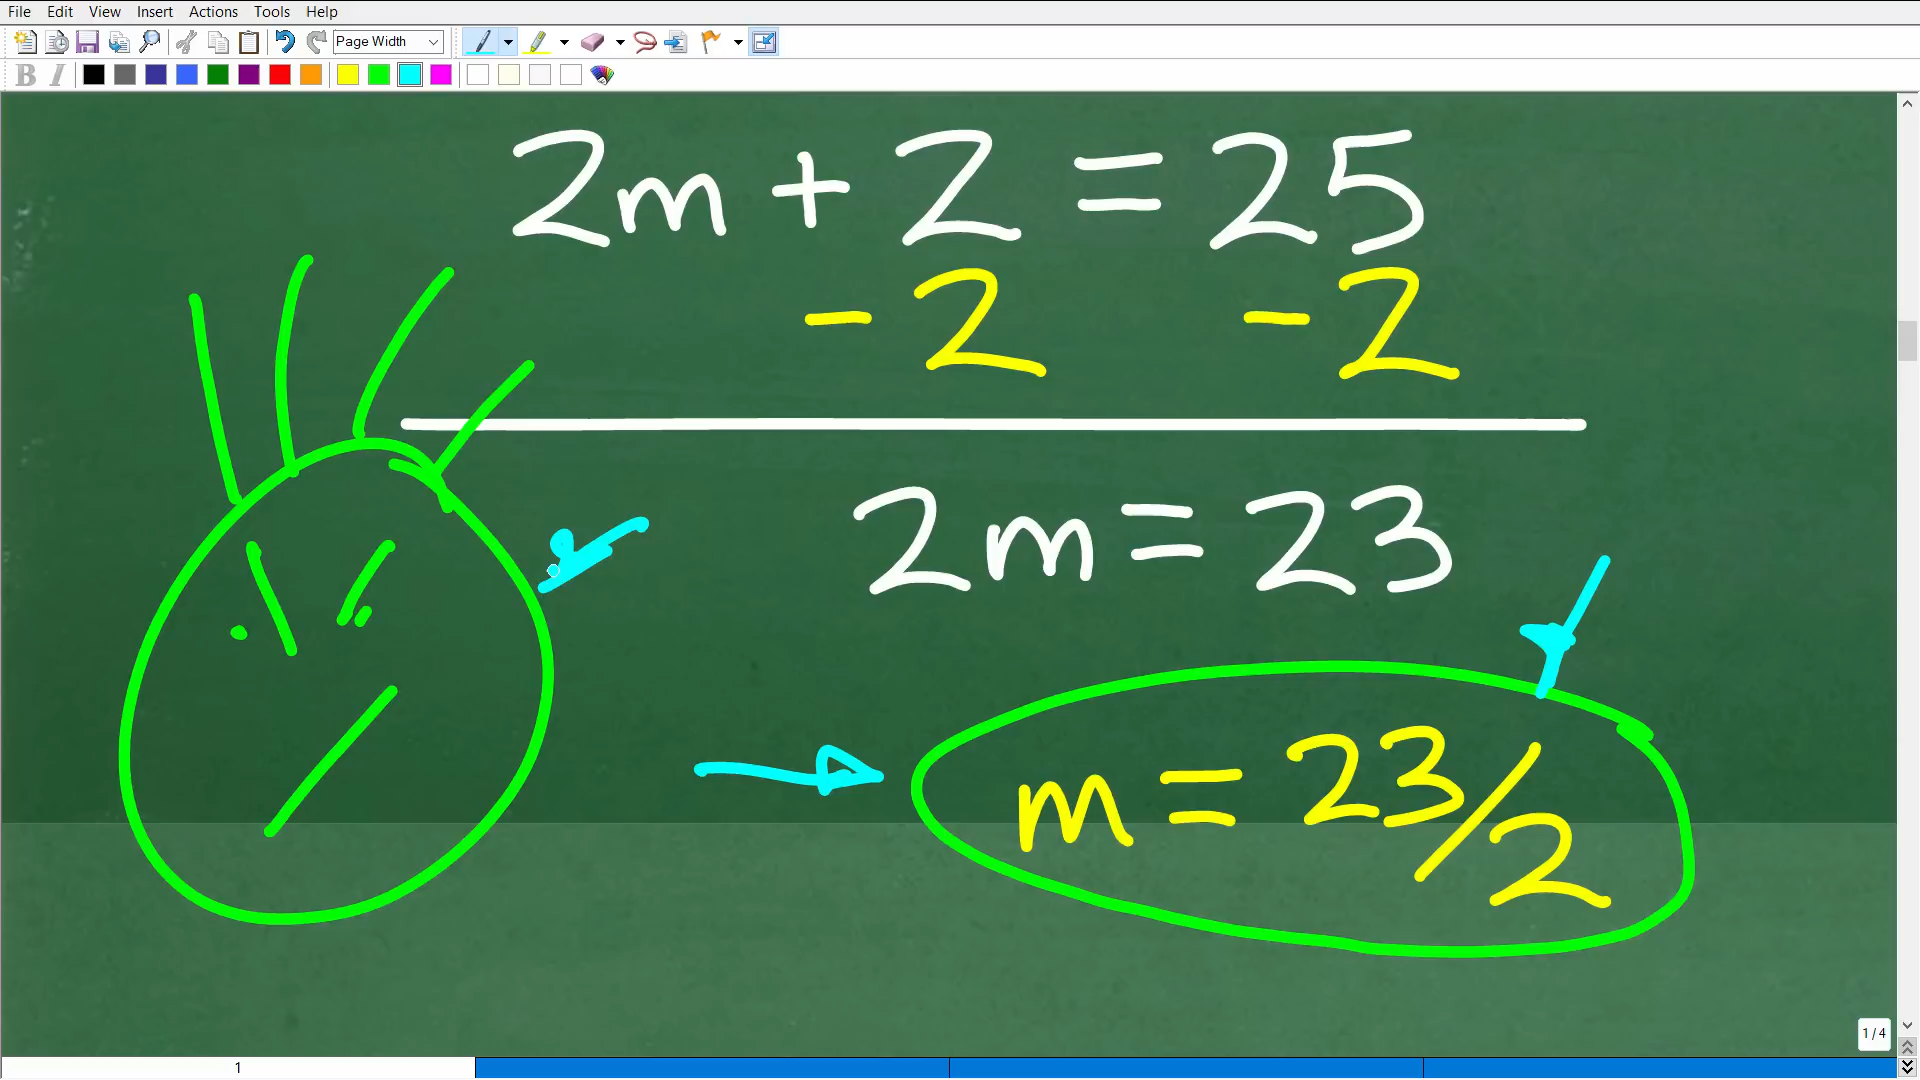 File Edit View Insert Actions Tools Help
Page Width
B I
2m + 2 = 25
- 2 - 2
2m = 23
m = 23/2
1 / 4
1